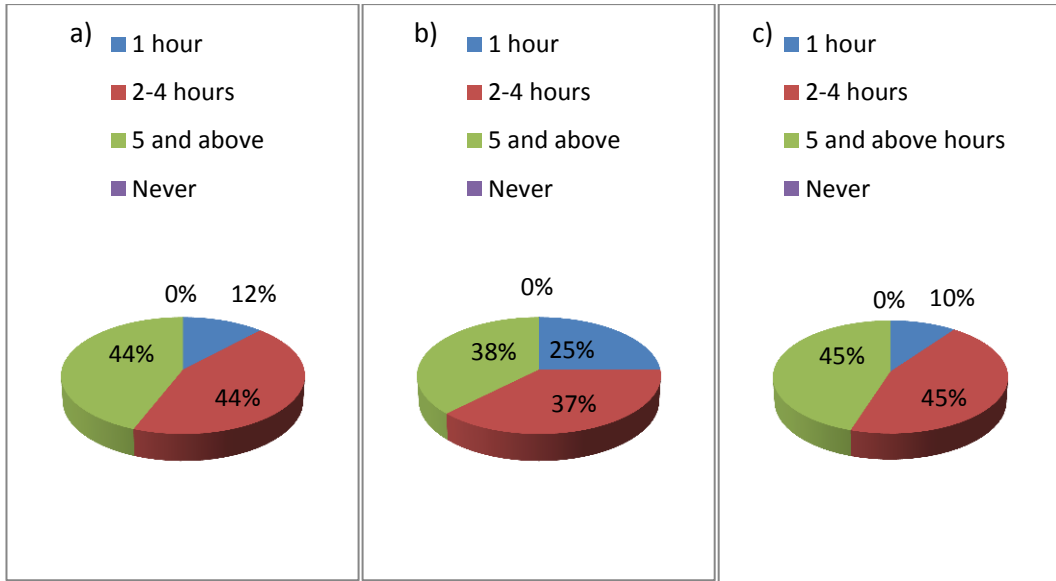 a)
1 hour
2-4 hours
5 and above
Never
0%
12%
44%
44%
b)
1 hour
2-4 hours
5 and above
Never
0%
38%
25%
37%
c)
1 hour
2-4 hours
5 and above hours
Never
0%
10%
45%
45%